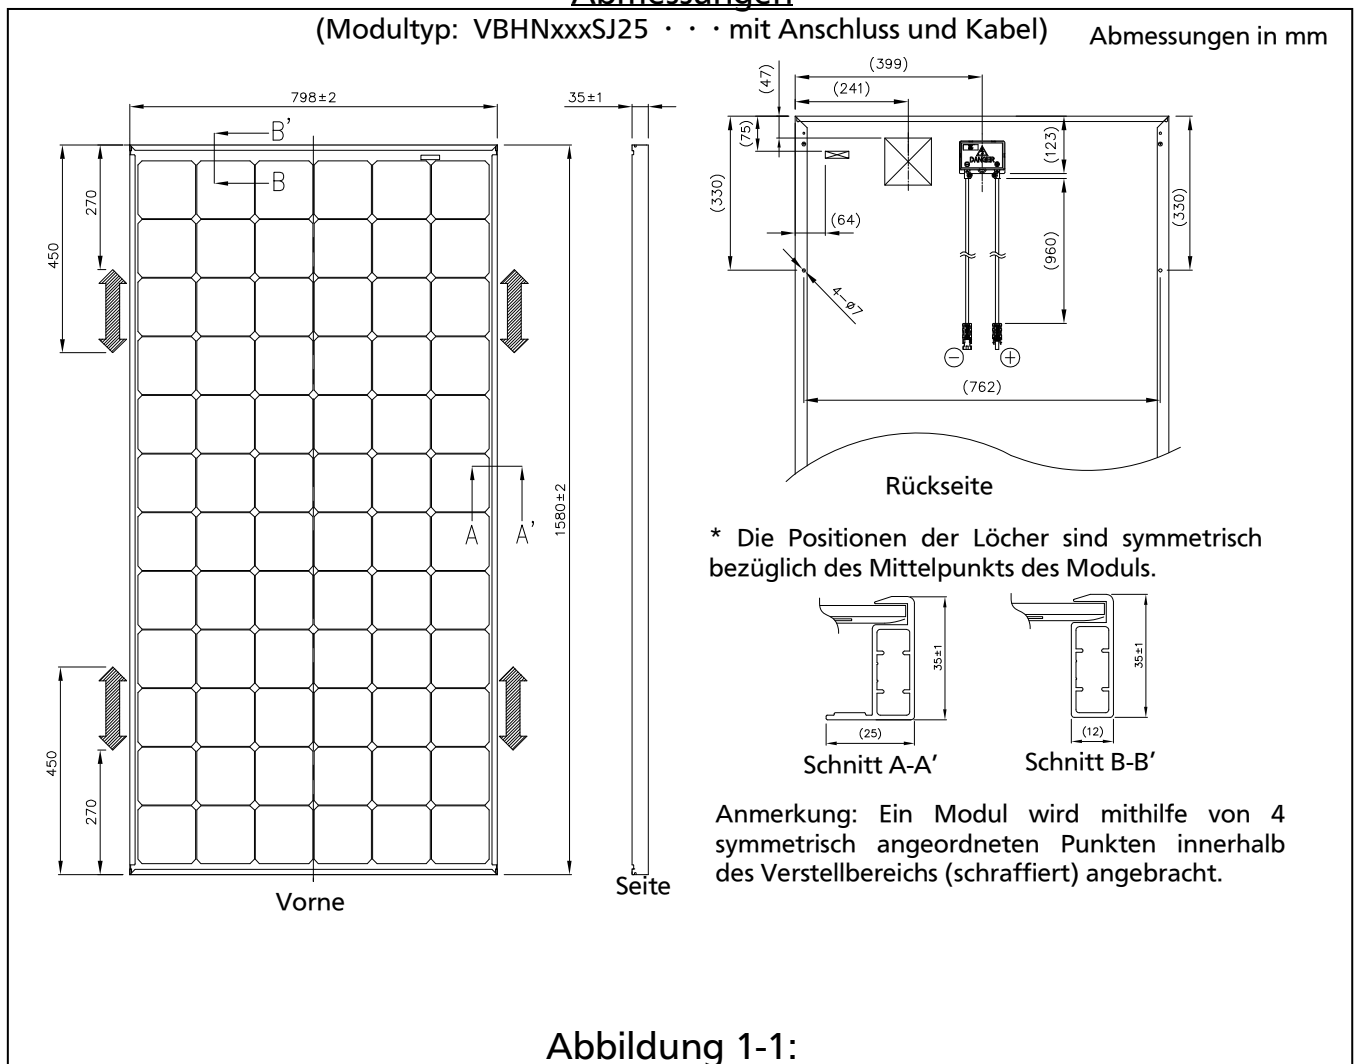 Abmessungen
(Modultyp: VBHNxxxSJ25 · · · mit Anschluss und Kabel)
Abmessungen in mm
798±2
35±1
B'
B
270
450
A
A'
1580±2
450
270
Vorne
Seite
(399)
(241)
(47)
(75)
(123)
DANGER
(330)
(64)
(330)
(960)
4-ø7
(762)
Rückseite
* Die Positionen der Löcher sind symmetrisch
bezüglich des Mittelpunkts des Moduls.
35±1
(25)
Schnitt A-A'
35±1
(12)
Schnitt B-B'
Anmerkung: Ein Modul wird mithilfe von 4
symmetrisch angeordneten Punkten innerhalb
des Verstellbereichs (schraffiert) angebracht.
Abbildung 1-1: